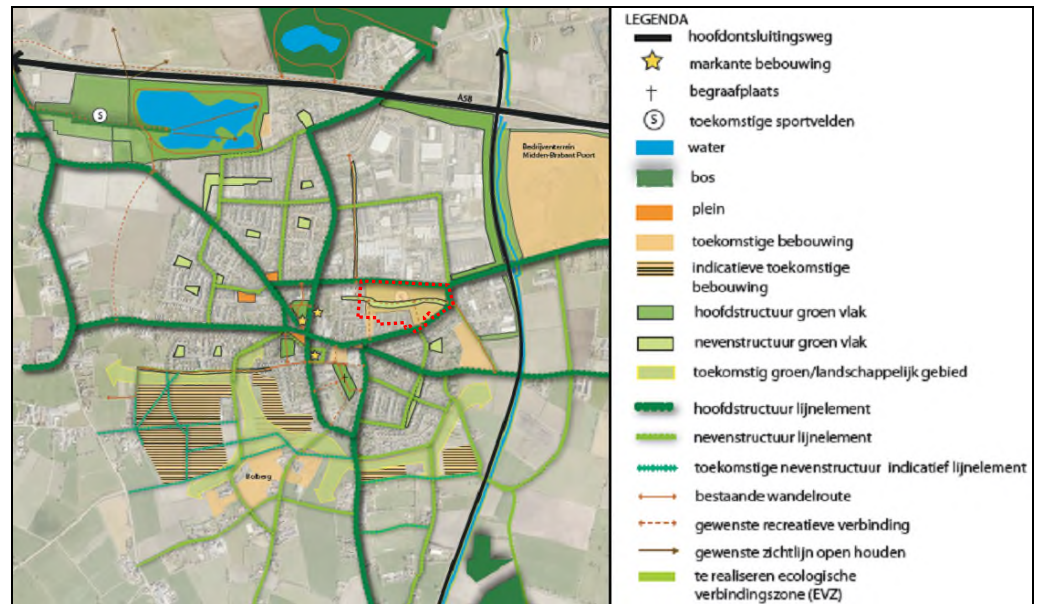 A58
S
Bedrijventerrein
Midden-Brabant Poort
Bolberg
LEGENDA
hoofdontsluitingsweg
markante bebouwing
begraafplaats
S
toekomstige sportvelden
water
bos
plein
toekomstige bebouwing
indicatieve toekomstige
bebouwing
hoofdstructuur groen vlak
nevenstructuur groen vlak
toekomstig groen/landschappelijk gebied
hoofdstructuur lijnelement
nevenstructuur lijnelement
toekomstige nevenstructuur indicatief lijnelement
bestaande wandelroute
gewenste recreatieve verbinding
gewenste zichtlijn open houden
te realiseren ecologische
verbindingszone (EVZ)